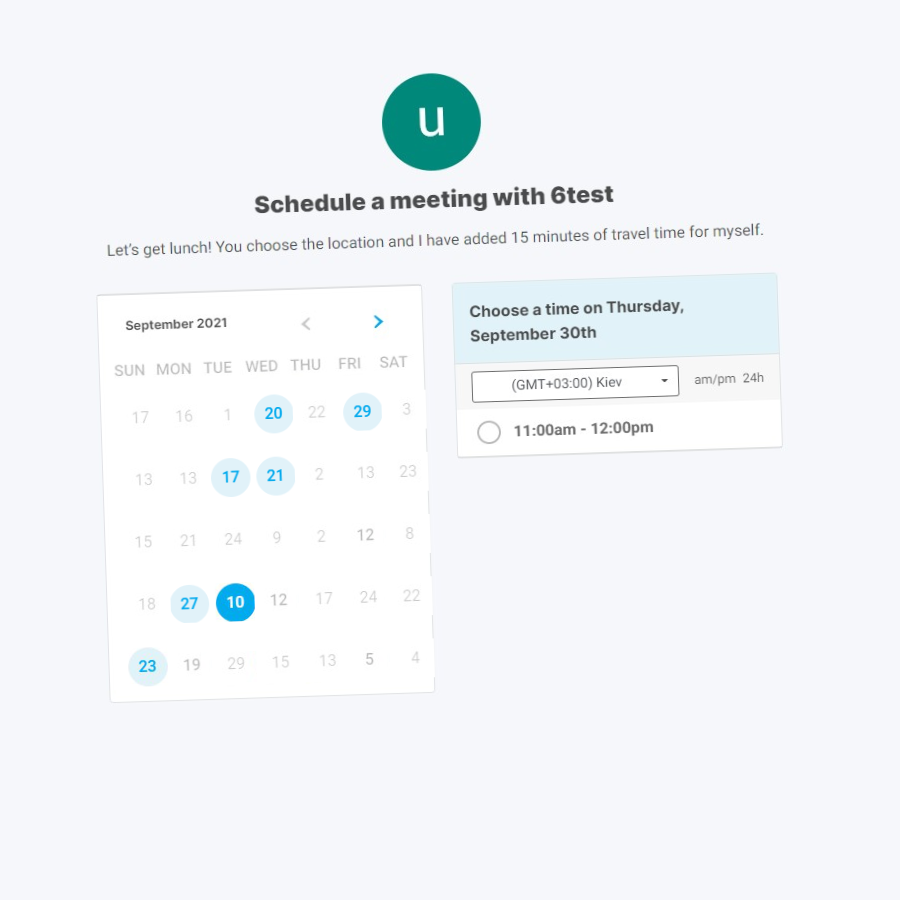 u
Schedule a meeting with 6test
Let's get lunch! You choose the location and I have added 15 minutes of travel time for myself.
September 2021
SUN MON TUE WED THU FRI SAT
17 16 1 20 22 29 3
13 13 17 21 2 13 23
15 21 24 9 2 12 8
18 27 10 12 17 24 22
23 19 29 15 13 5 4
Choose a time on Thursday,
September 30th
(GMT+03:00) Kiev am/pm 24h
11:00am - 12:00pm